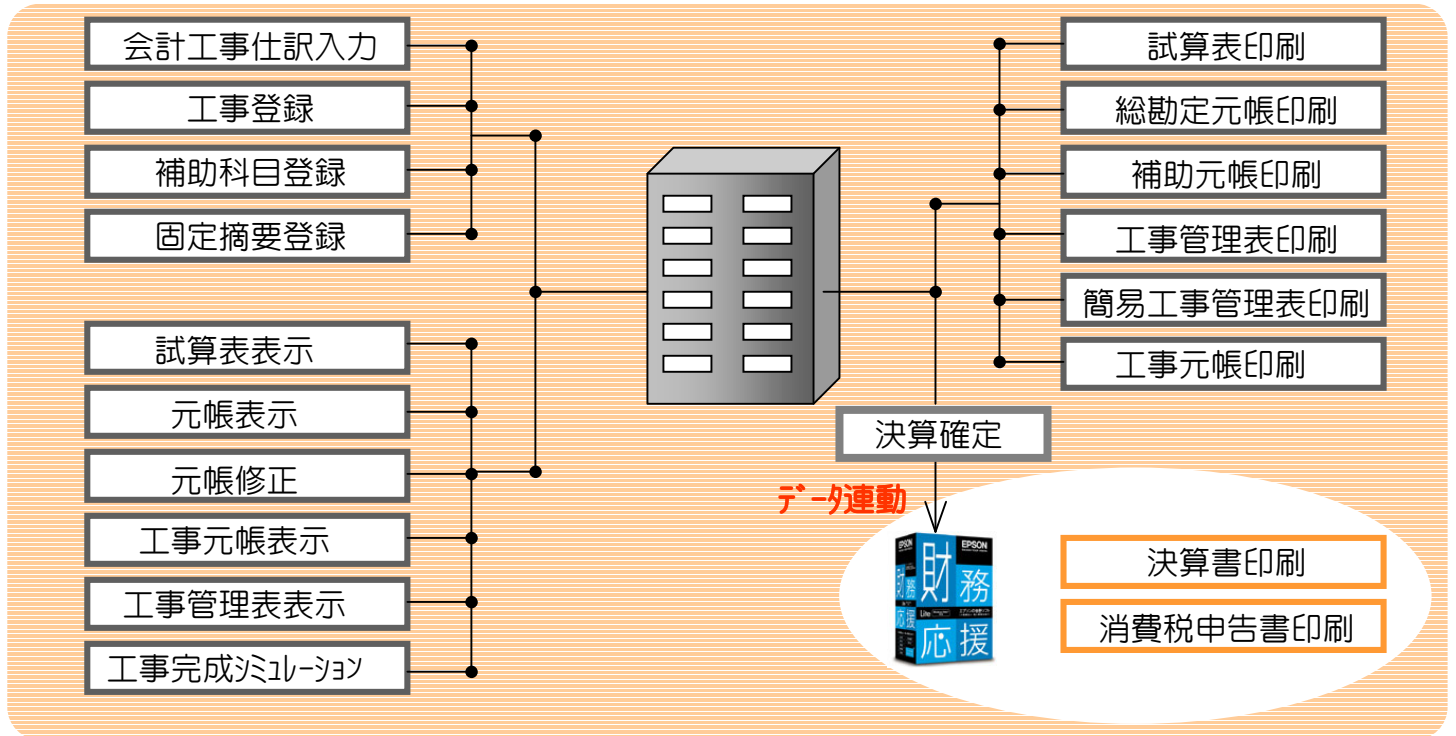 会計工事仕訳入力
工事登録
補助科目登録
固定摘要登録
試算表表示
元帳表示
元帳修正
工事元帳表示
工事管理表表示
工事完成ｼﾐｭﾚｰｼｮﾝ
試算表印刷
総勘定元帳印刷
補助元帳印刷
工事管理表印刷
簡易工事管理表印刷
工事元帳印刷
決算確定
ﾃﾞｰﾀ連動
EPSON
財務
応援
Lite
EPSON
財務
応援
決算書印刷
消費税申告書印刷